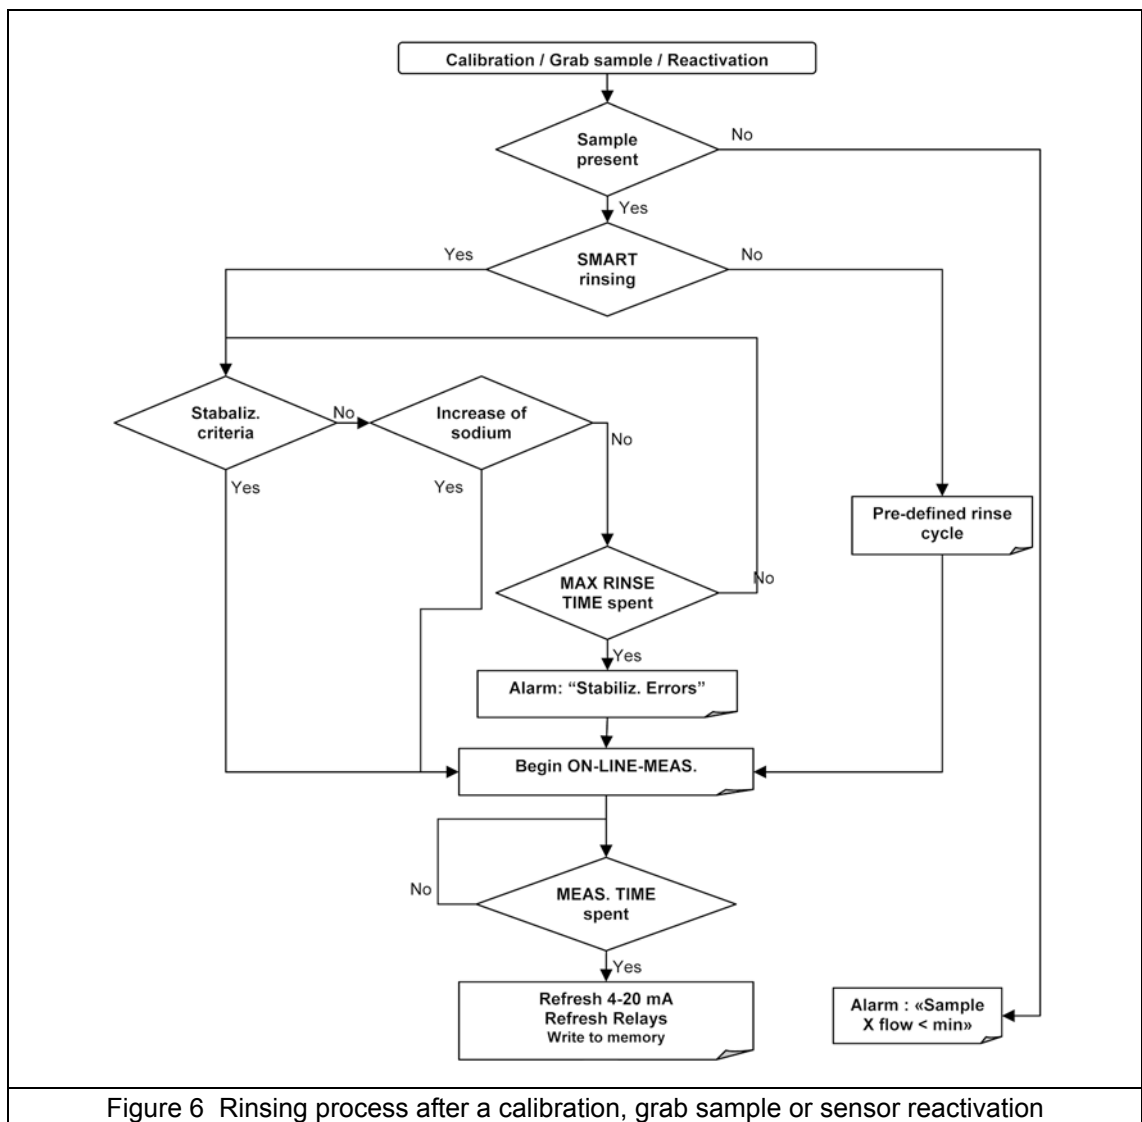 Calibration / Grab sample / Reactivation
Sample
present
No
Yes
SMART
rinsing
Yes
No
Stabaliz.
criteria
No
Increase of
sodium
No
Yes
Yes
Pre-defined rinse
cycle
MAX RINSE
TIME spent
No
Yes
Alarm: “Stabiliz. Errors”
Begin ON-LINE-MEAS.
MEAS. TIME
spent
No
Yes
Refresh 4-20 mA
Refresh Relays
Write to memory
Alarm : «Sample
X flow < min»
Figure 6 Rinsing process after a calibration, grab sample or sensor reactivation